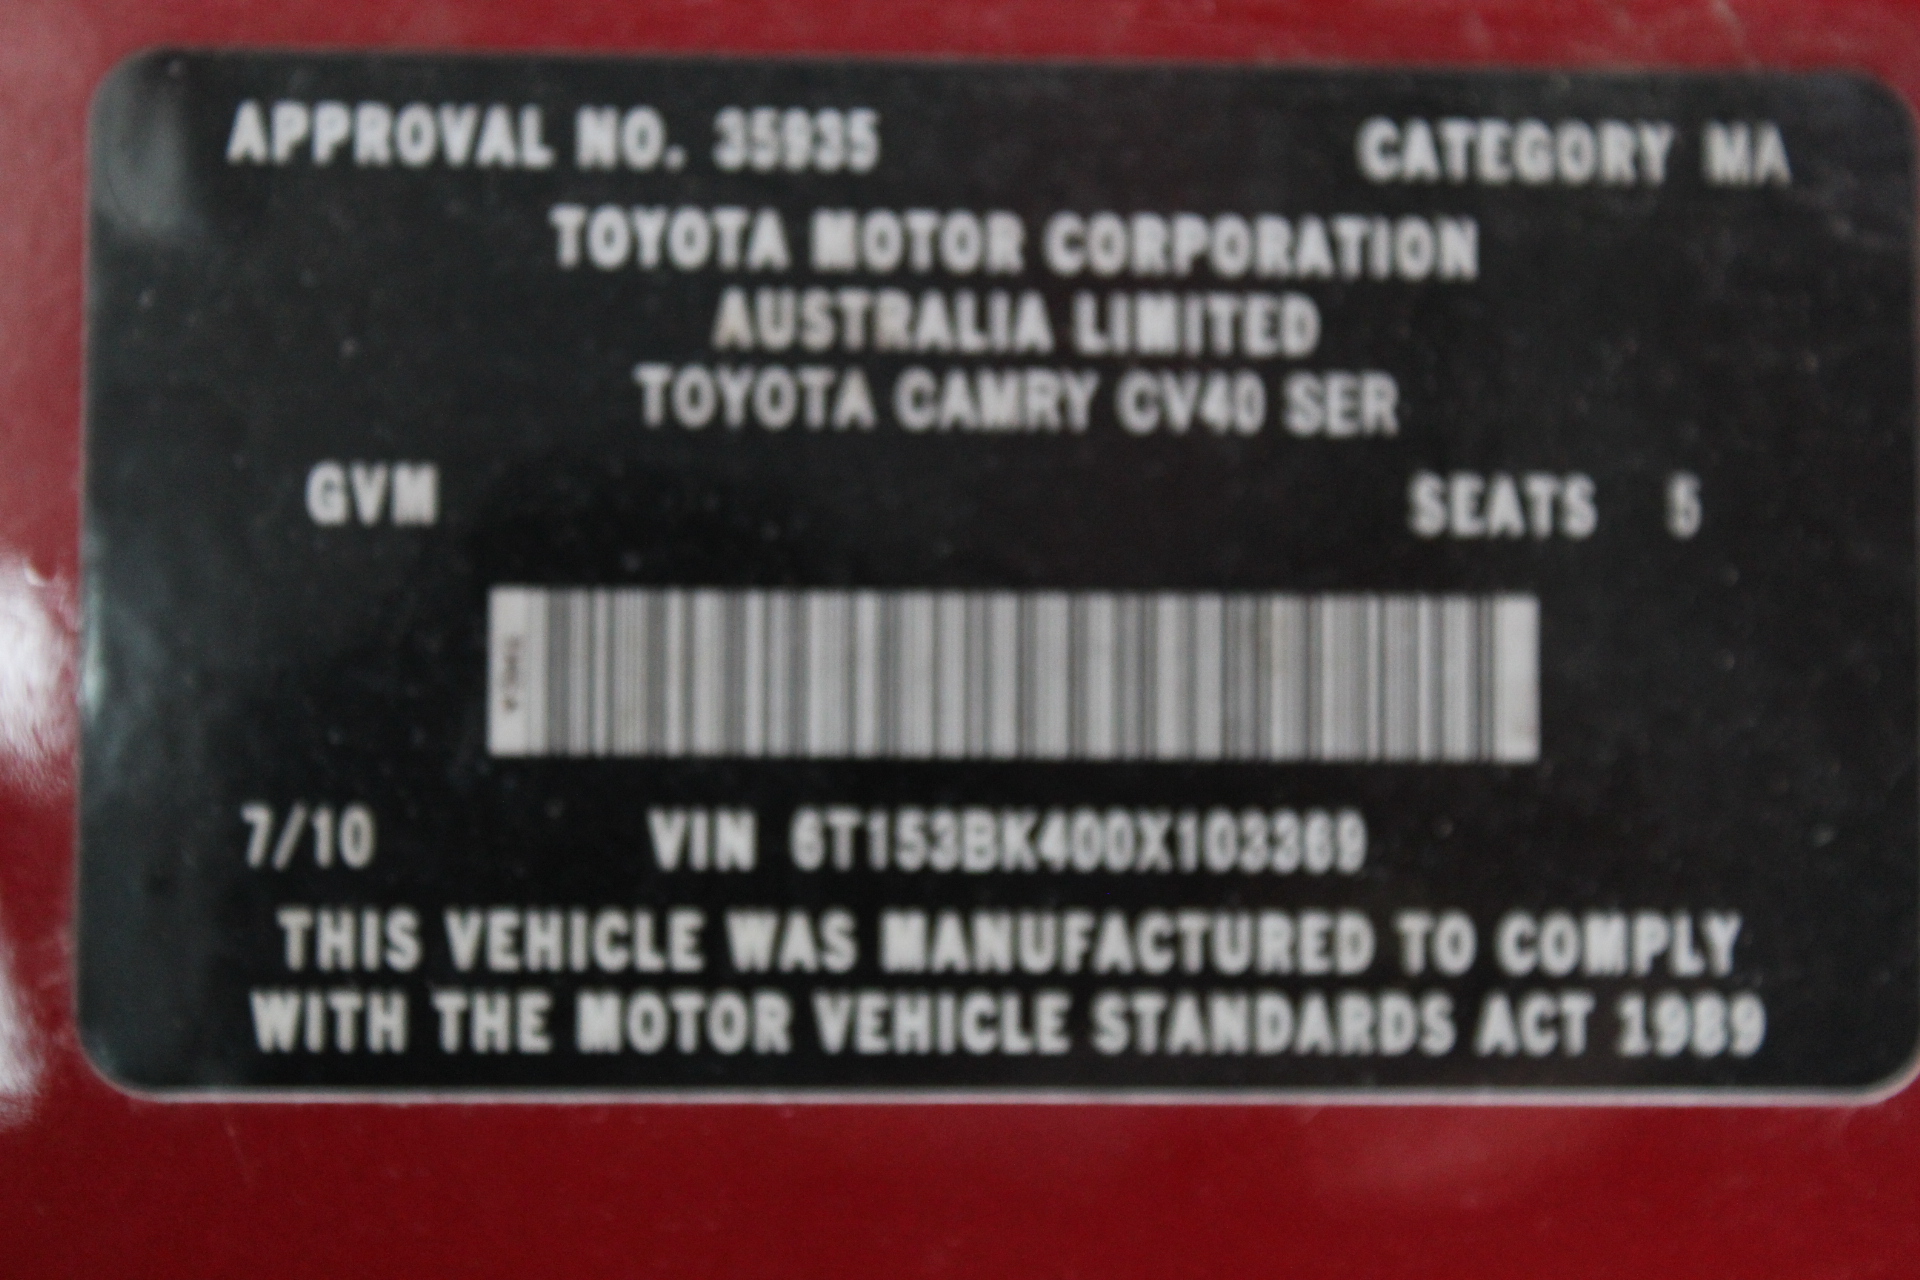 APPROVAL NO. 35935 CATEGORY MA
TOYOTA MOTOR CORPORATION
AUSTRALIA LIMITED
TOYOTA CAMRY CV40 SER
GVM SEATS 5
7/10 VIN 6T153BK400X103369
THIS VEHICLE WAS MANUFACTURED TO COMPLY
WITH THE MOTOR VEHICLE STANDARDS ACT 1989